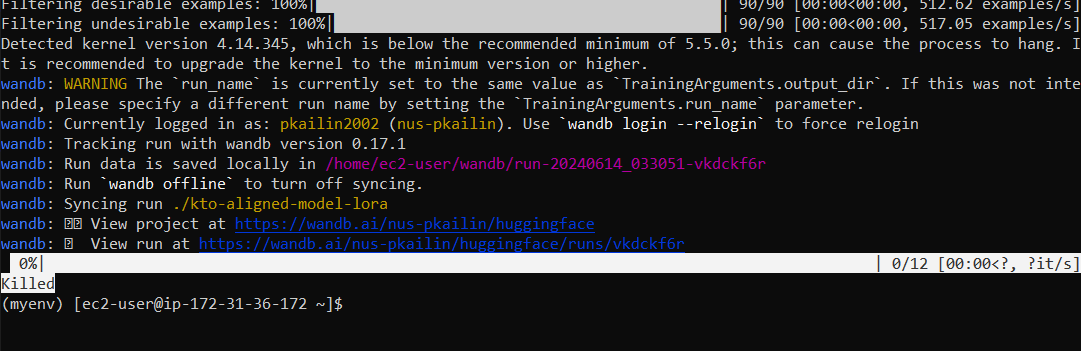 Filtering desirable examples: 100%| | 90/90 [00:00<00:00, 512.62 examples/s]
Filtering undesirable examples: 100%| | 90/90 [00:00<00:00, 517.05 examples/s]
Detected kernel version 4.14.345, which is below the recommended minimum of 5.5.0; this can cause the process to hang. I
t is recommended to upgrade the kernel to the minimum version or higher.
wandb: WARNING The `run_name` is currently set to the same value as `TrainingArguments.output_dir`. If this was not inte
nded, please specify a different run name by setting the `TrainingArguments.run_name` parameter.
wandb: Currently logged in as: pkailin2002 (nus-pkailin). Use `wandb login --relogin` to force relogin
wandb: Tracking run with wandb version 0.17.1
wandb: Run data is saved locally in /home/ec2-user/wandb/run-20240614_033051-vkdckf6r
wandb: Run `wandb offline` to turn off syncing.
wandb: Syncing run ./kto-aligned-model-lora
wandb: View project at https://wandb.ai/nus-pkailin/huggingface
wandb: View run at https://wandb.ai/nus-pkailin/huggingface/runs/vkdckf6r
0%| | 0/12 [00:00<?, ?it/s]
Killed
(myenv) [ec2-user@ip-172-31-36-172 ~]$